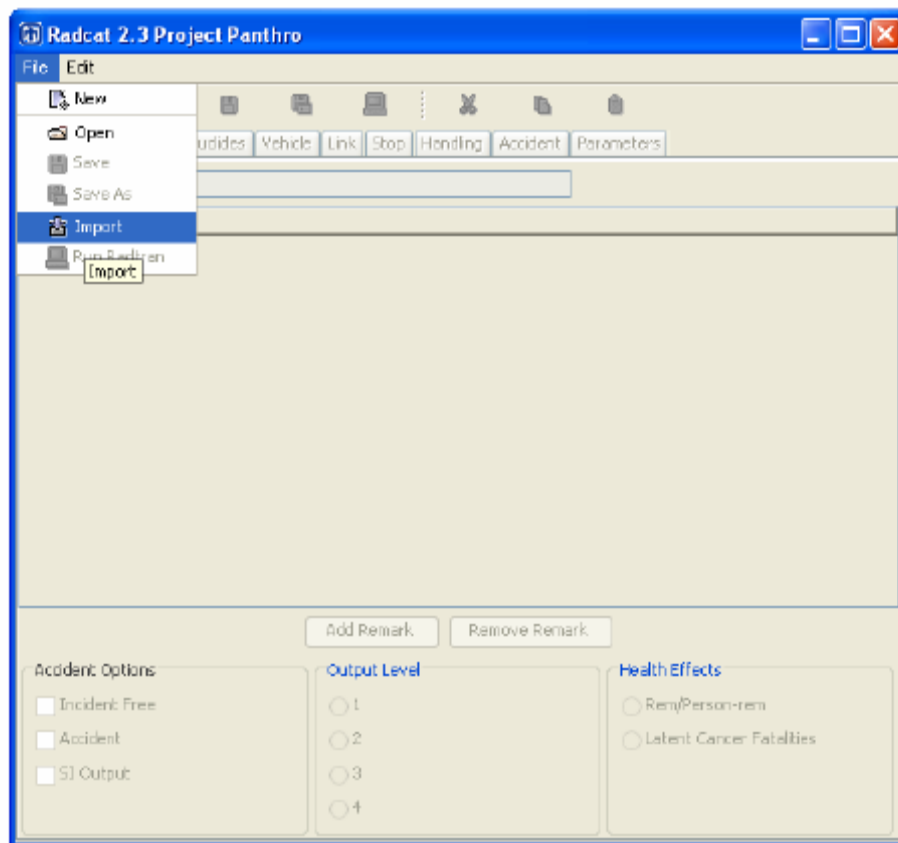 Radcat 2.3 Project Panthro
File Edit
New
Open
Save
Save As
Import
Run Radtran
Import
Vehicle Link Stop Handling Accident Parameters
Add Remark Remove Remark
Accident Options
Incident Free
Accident
SI Output
Output Level
1
2
3
4
Health Effects
Rem/Person-rem
Latent Cancer Fatalities